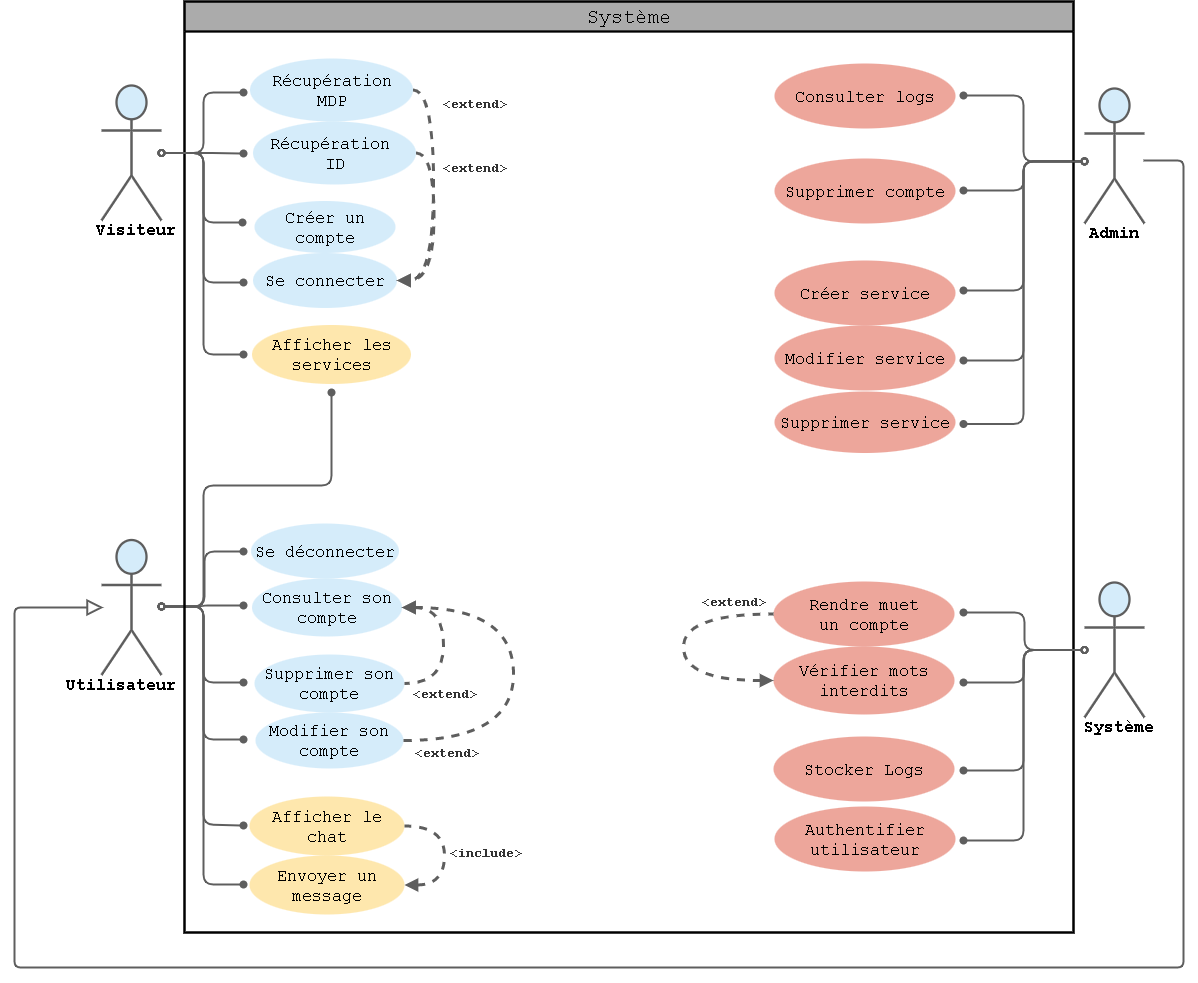 Système
Récupération
MDP
<extend>
Récupération
ID
<extend>
Créer un
compte
Se connecter
Afficher les
services
Visiteur
Consulter logs
Supprimer compte
Créer service
Modifier service
Supprimer service
Admin
Se déconnecter
Consulter son
compte
Supprimer son
compte
<extend>
Modifier son
compte
<extend>
Afficher le
chat
<include>
Envoyer un
message
Utilisateur
<extend>
Rendre muet
un compte
Vérifier mots
interdits
Stocker Logs
Authentifier
utilisateur
Système